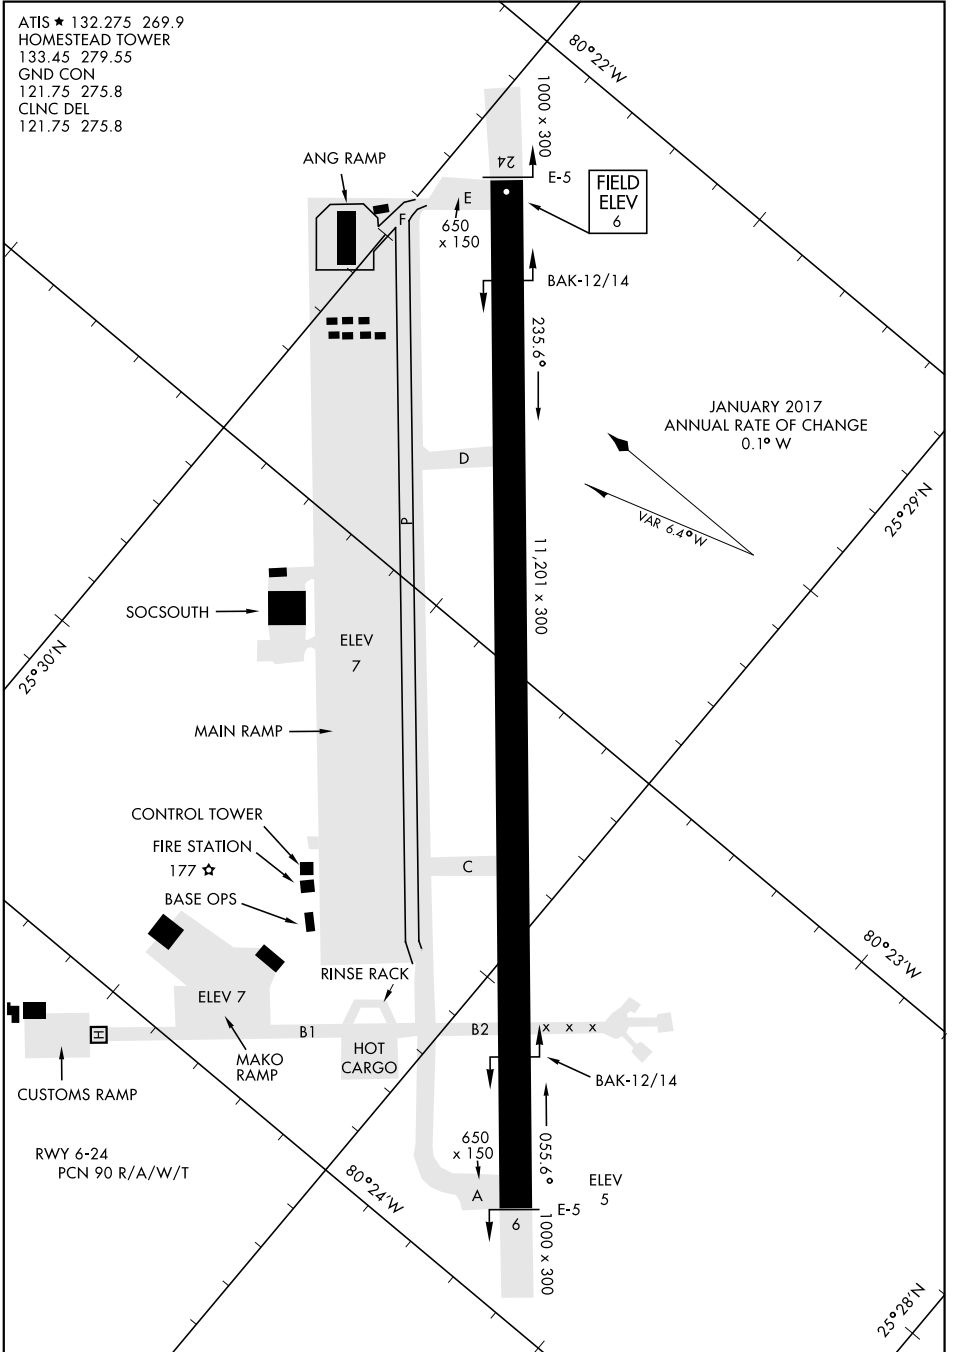 ATIS ★ 132.275 269.9
HOMESTEAD TOWER
133.45 279.55
GND CON
121.75 275.8
CLNC DEL
121.75 275.8
80°22'W
1000 x 300
24
ANG RAMP
E-5
FIELD
ELEV
6
E
F
650
x 150
BAK-12/14
235.6°
JANUARY 2017
ANNUAL RATE OF CHANGE
0.1° W
D
VAR 6.4° W
25°29'N
P
11,201 x 300
SOCSOUTH
ELEV
7
25°30'N
MAIN RAMP
CONTROL TOWER
FIRE STATION
177
C
BASE OPS
80°23'W
RINSE RACK
ELEV 7
H
B1
B2
x x x
HOT
CARGO
MAKO
RAMP
BAK-12/14
CUSTOMS RAMP
RWY 6-24
PCN 90 R/A/W/T
650
x 150
055.6°
80°24'W
A
ELEV
5
E-5
6
1000 x 300
25°28'N